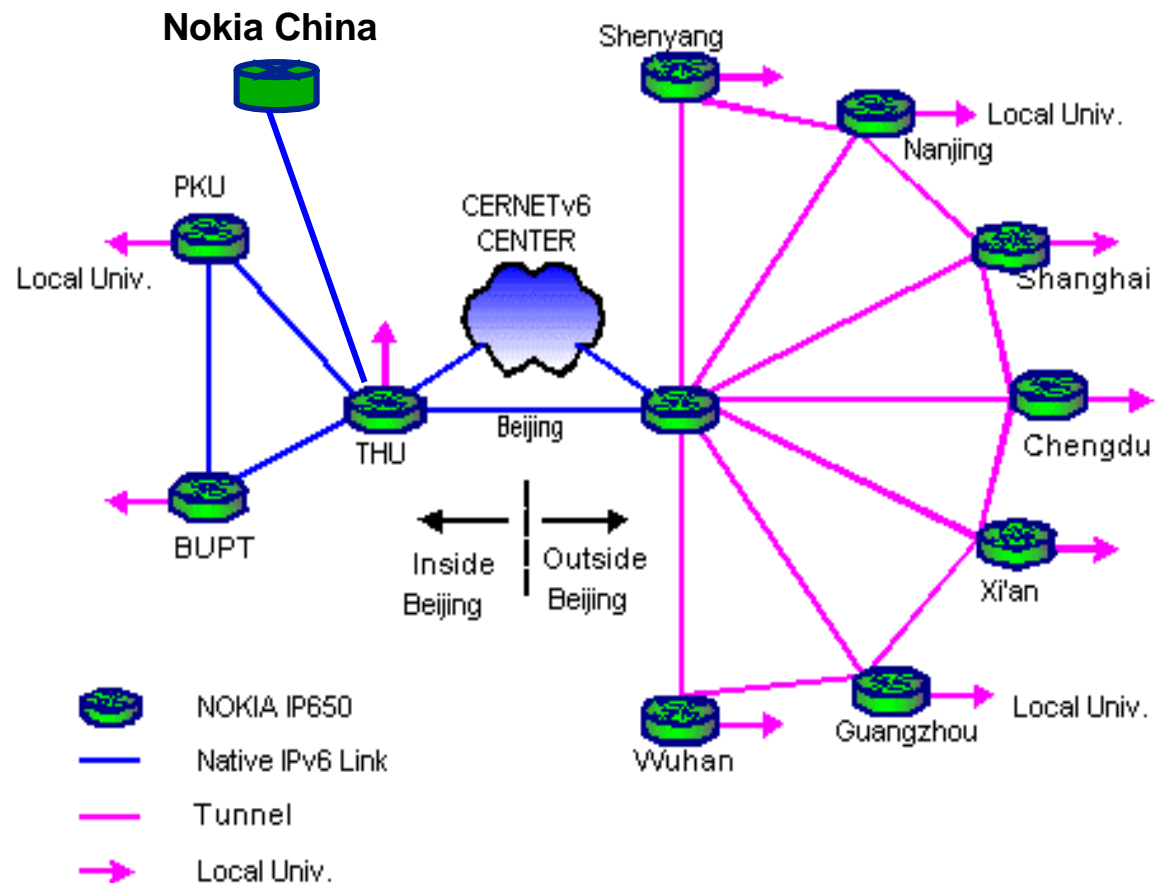 Nokia China
Shenyang
Local Univ.
Nanjing
PKU
CERNETv6
CENTER
Local Univ.
Shanghai
THU
Beijing
Chengdu
BUPT
Inside
Beijing
Outside
Beijing
Xi'an
Wuhan
Guangzhou
Local Univ.
NOKIA IP650
Native IPv6 Link
Tunnel
Local Univ.